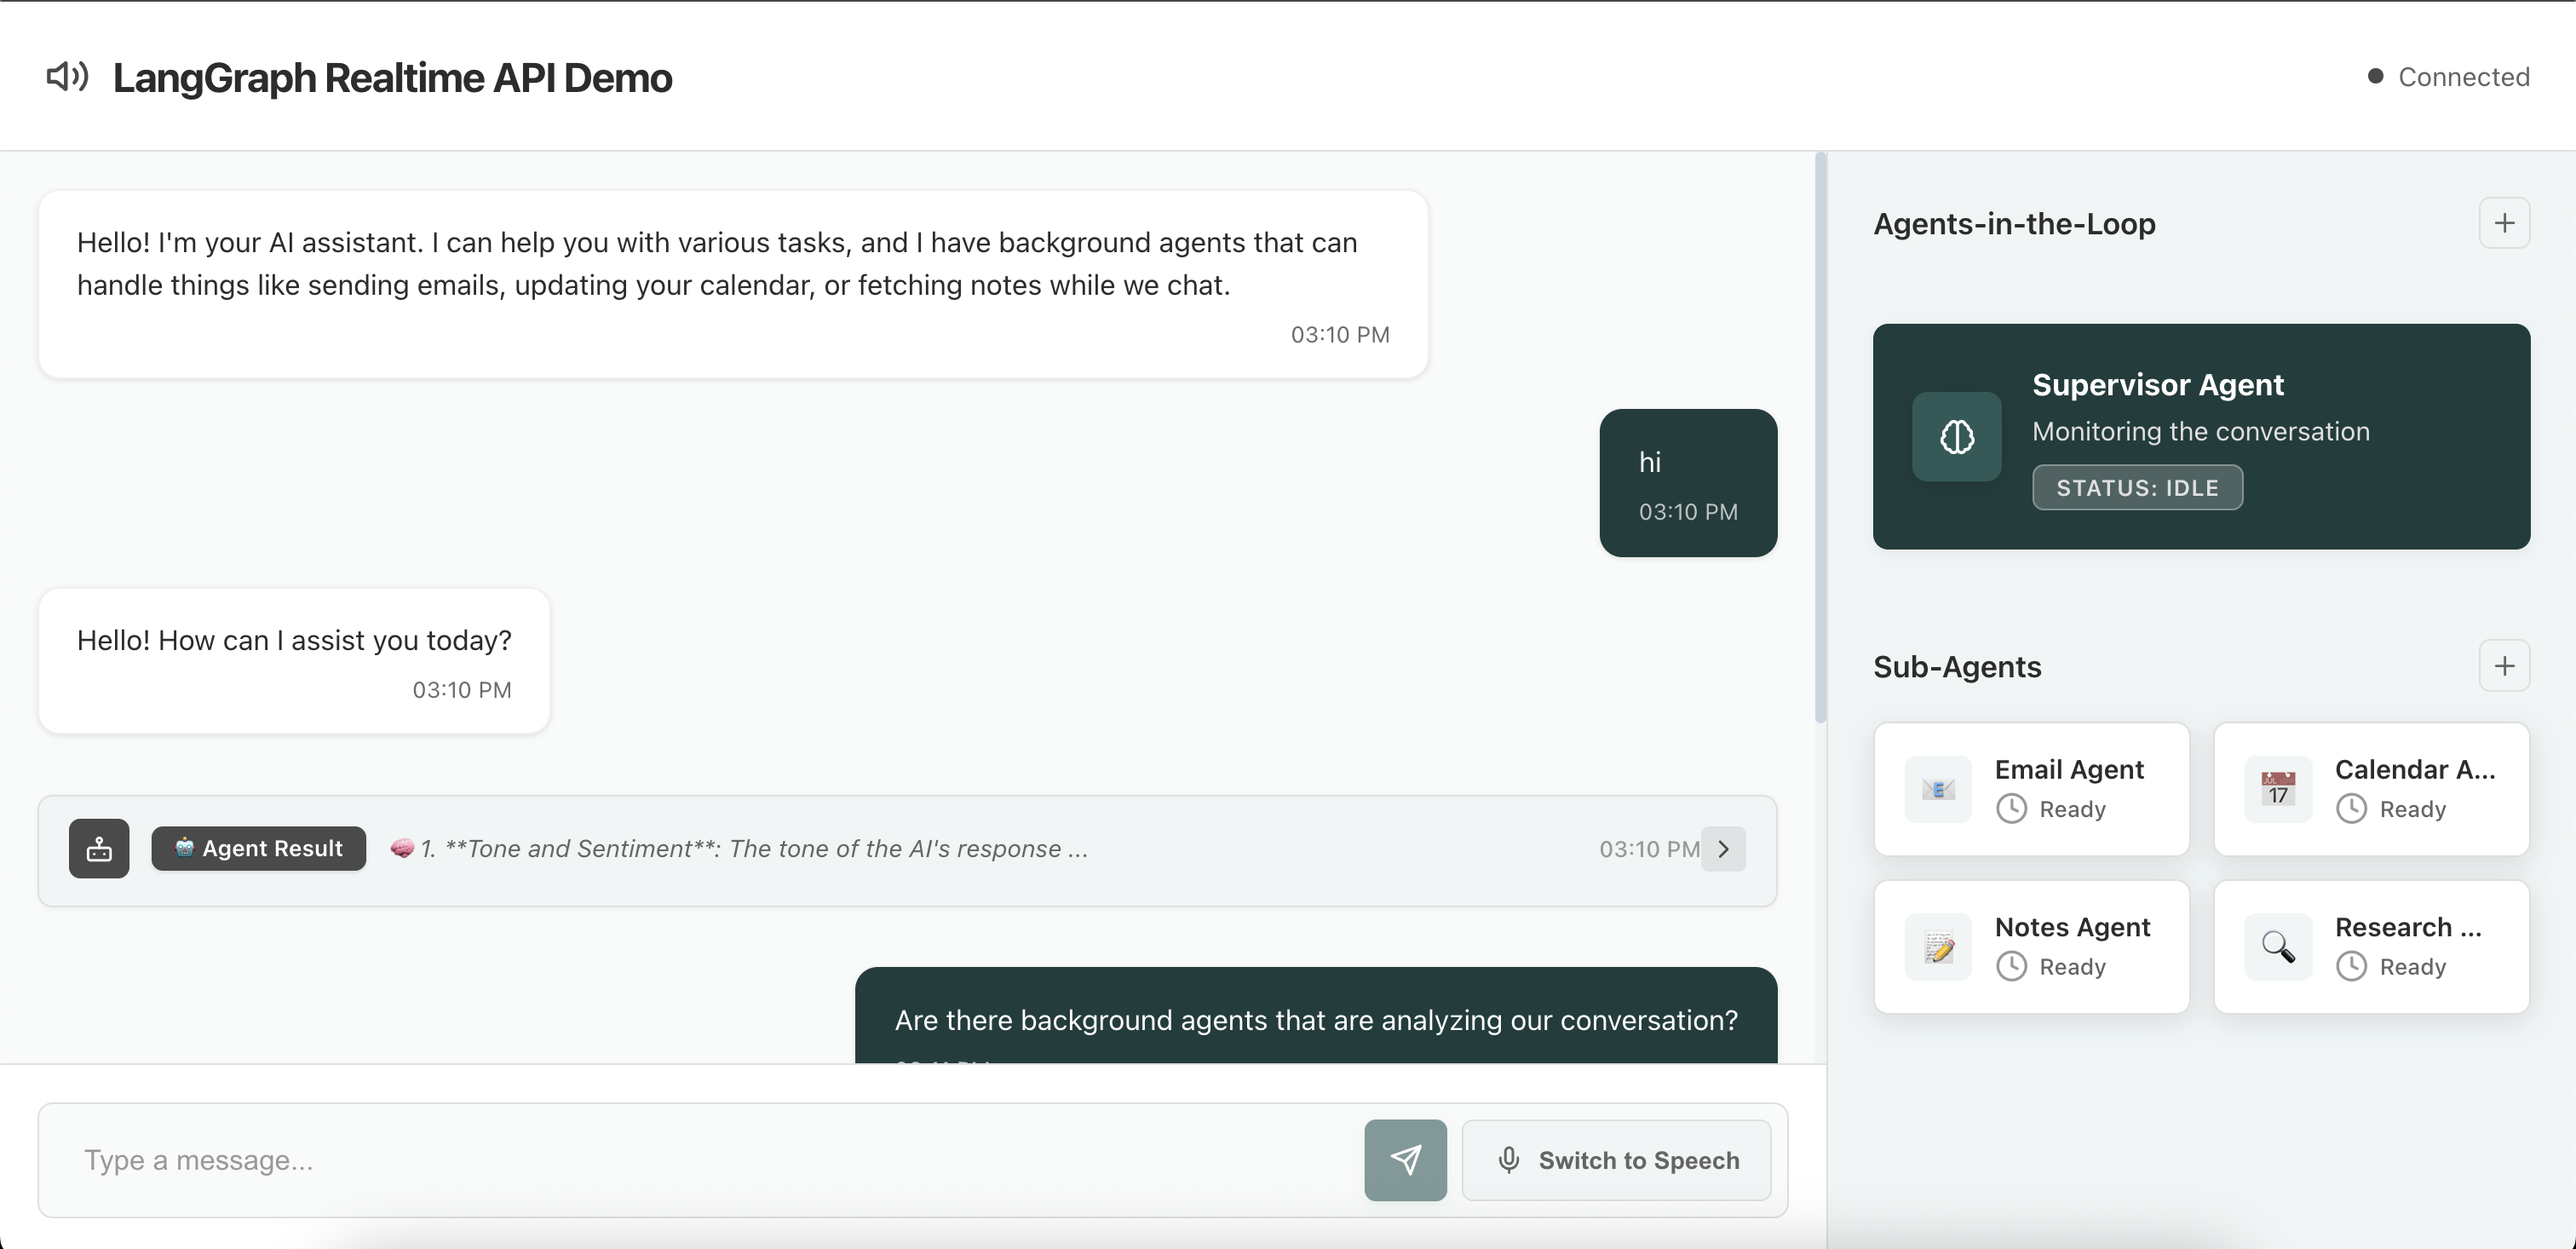 LangGraph Realtime API Demo
Connected
Hello! I'm your AI assistant. I can help you with various tasks, and I have background agents that can
handle things like sending emails, updating your calendar, or fetching notes while we chat.
03:10 PM
hi
03:10 PM
Hello! How can I assist you today?
03:10 PM
Agent Result
1. **Tone and Sentiment**: The tone of the AI's response ...
03:10 PM
Are there background agents that are analyzing our conversation?
Type a message...
Switch to Speech
Agents-in-the-Loop
Supervisor Agent
Monitoring the conversation
STATUS: IDLE
Sub-Agents
Email Agent
Ready
JUL
17
Calendar A...
Ready
Notes Agent
Ready
Research ...
Ready